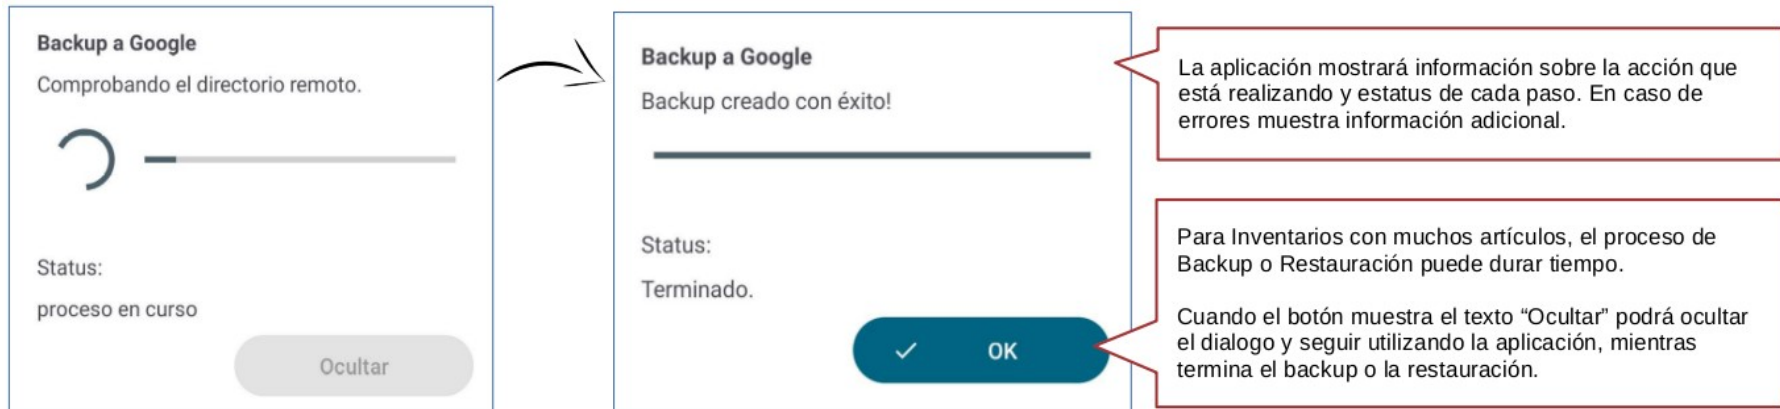 Backup a Google
Comprobando el directorio remoto.
Status:
proceso en curso
Ocultar
Backup a Google
Backup creado con éxito!
Status:
Terminado.
OK
La aplicación mostrará información sobre la acción que
está realizando y estatus de cada paso. En caso de
errores muestra información adicional.
Para Inventarios con muchos artículos, el proceso de
Backup o Restauración puede durar tiempo.
Cuando el botón muestra el texto “Ocultar” podrá ocultar
el dialogo y seguir utilizando la aplicación, mientras
termina el backup o la restauración.